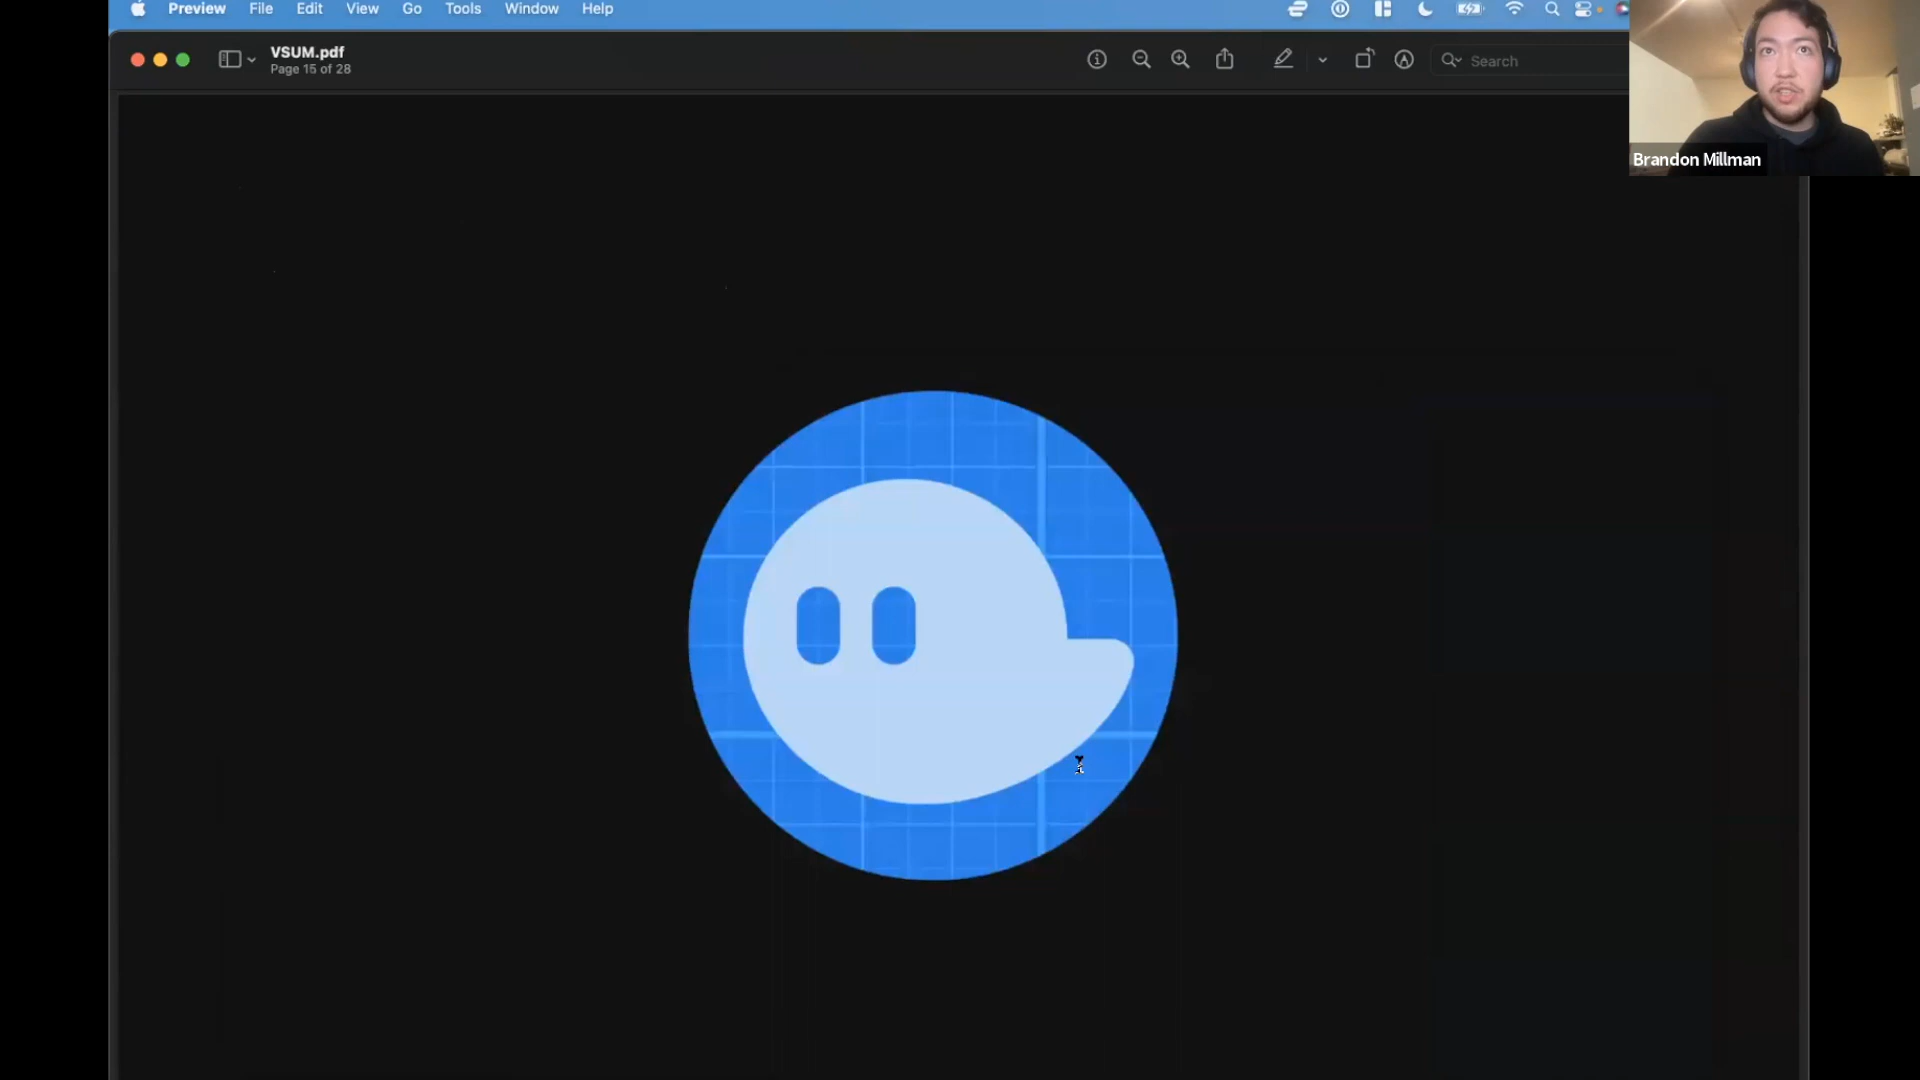 Preview File Edit View Go Tools Window Help
VSUM.pdf
Page 15 of 28
Search
Brandon Millman